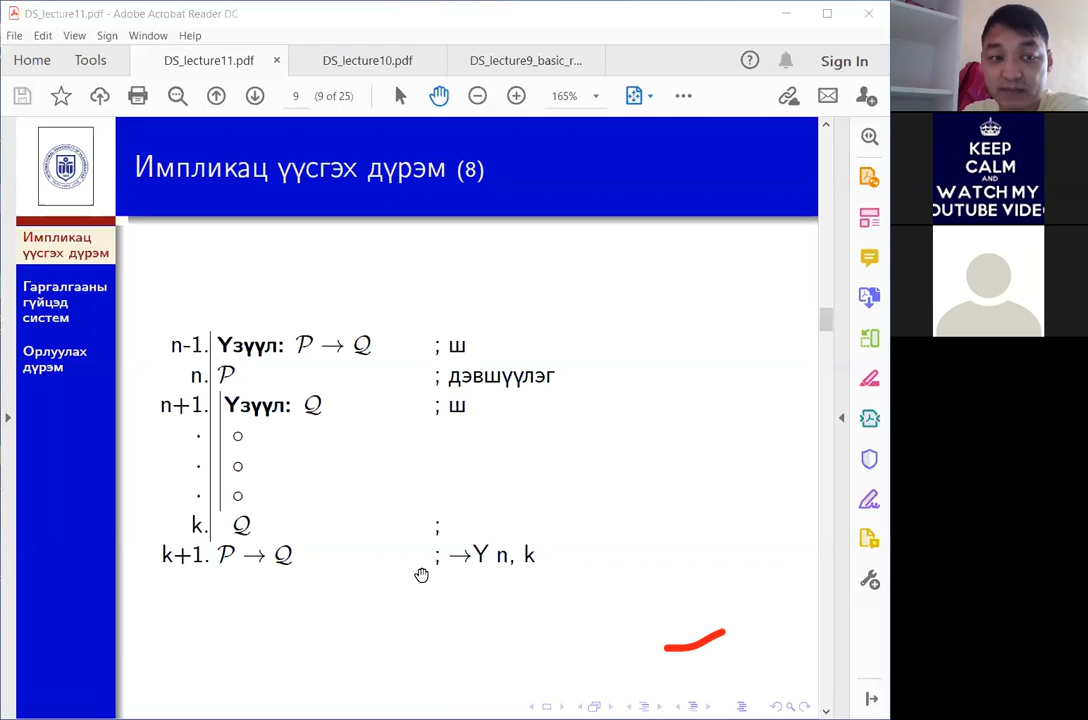 DS_lecture11.pdf - Adobe Acrobat Reader DC
File Edit View Sign Window Help
Home Tools DS_lecture11.pdf × DS_lecture10.pdf DS_lecture9_basic_r... Sign In
9 (9 of 25) 165%
Импликац үүсгэх дүрэм (8)
Импликац
үүсгэх дүрэм
Гаргалгааны
гүйцэд
систем
Орлуулах
дүрэм
n-1. Үзүүл: P → Q ; ш
n. P ; дэвшүүлэг
n+1. Үзүүл: Q ; ш
. ○
. ○
. ○
k. Q ;
k+1. P → Q ; →Ү n, k
KEEP
CALM
AND
WATCH MY
OUTUBE VIDE